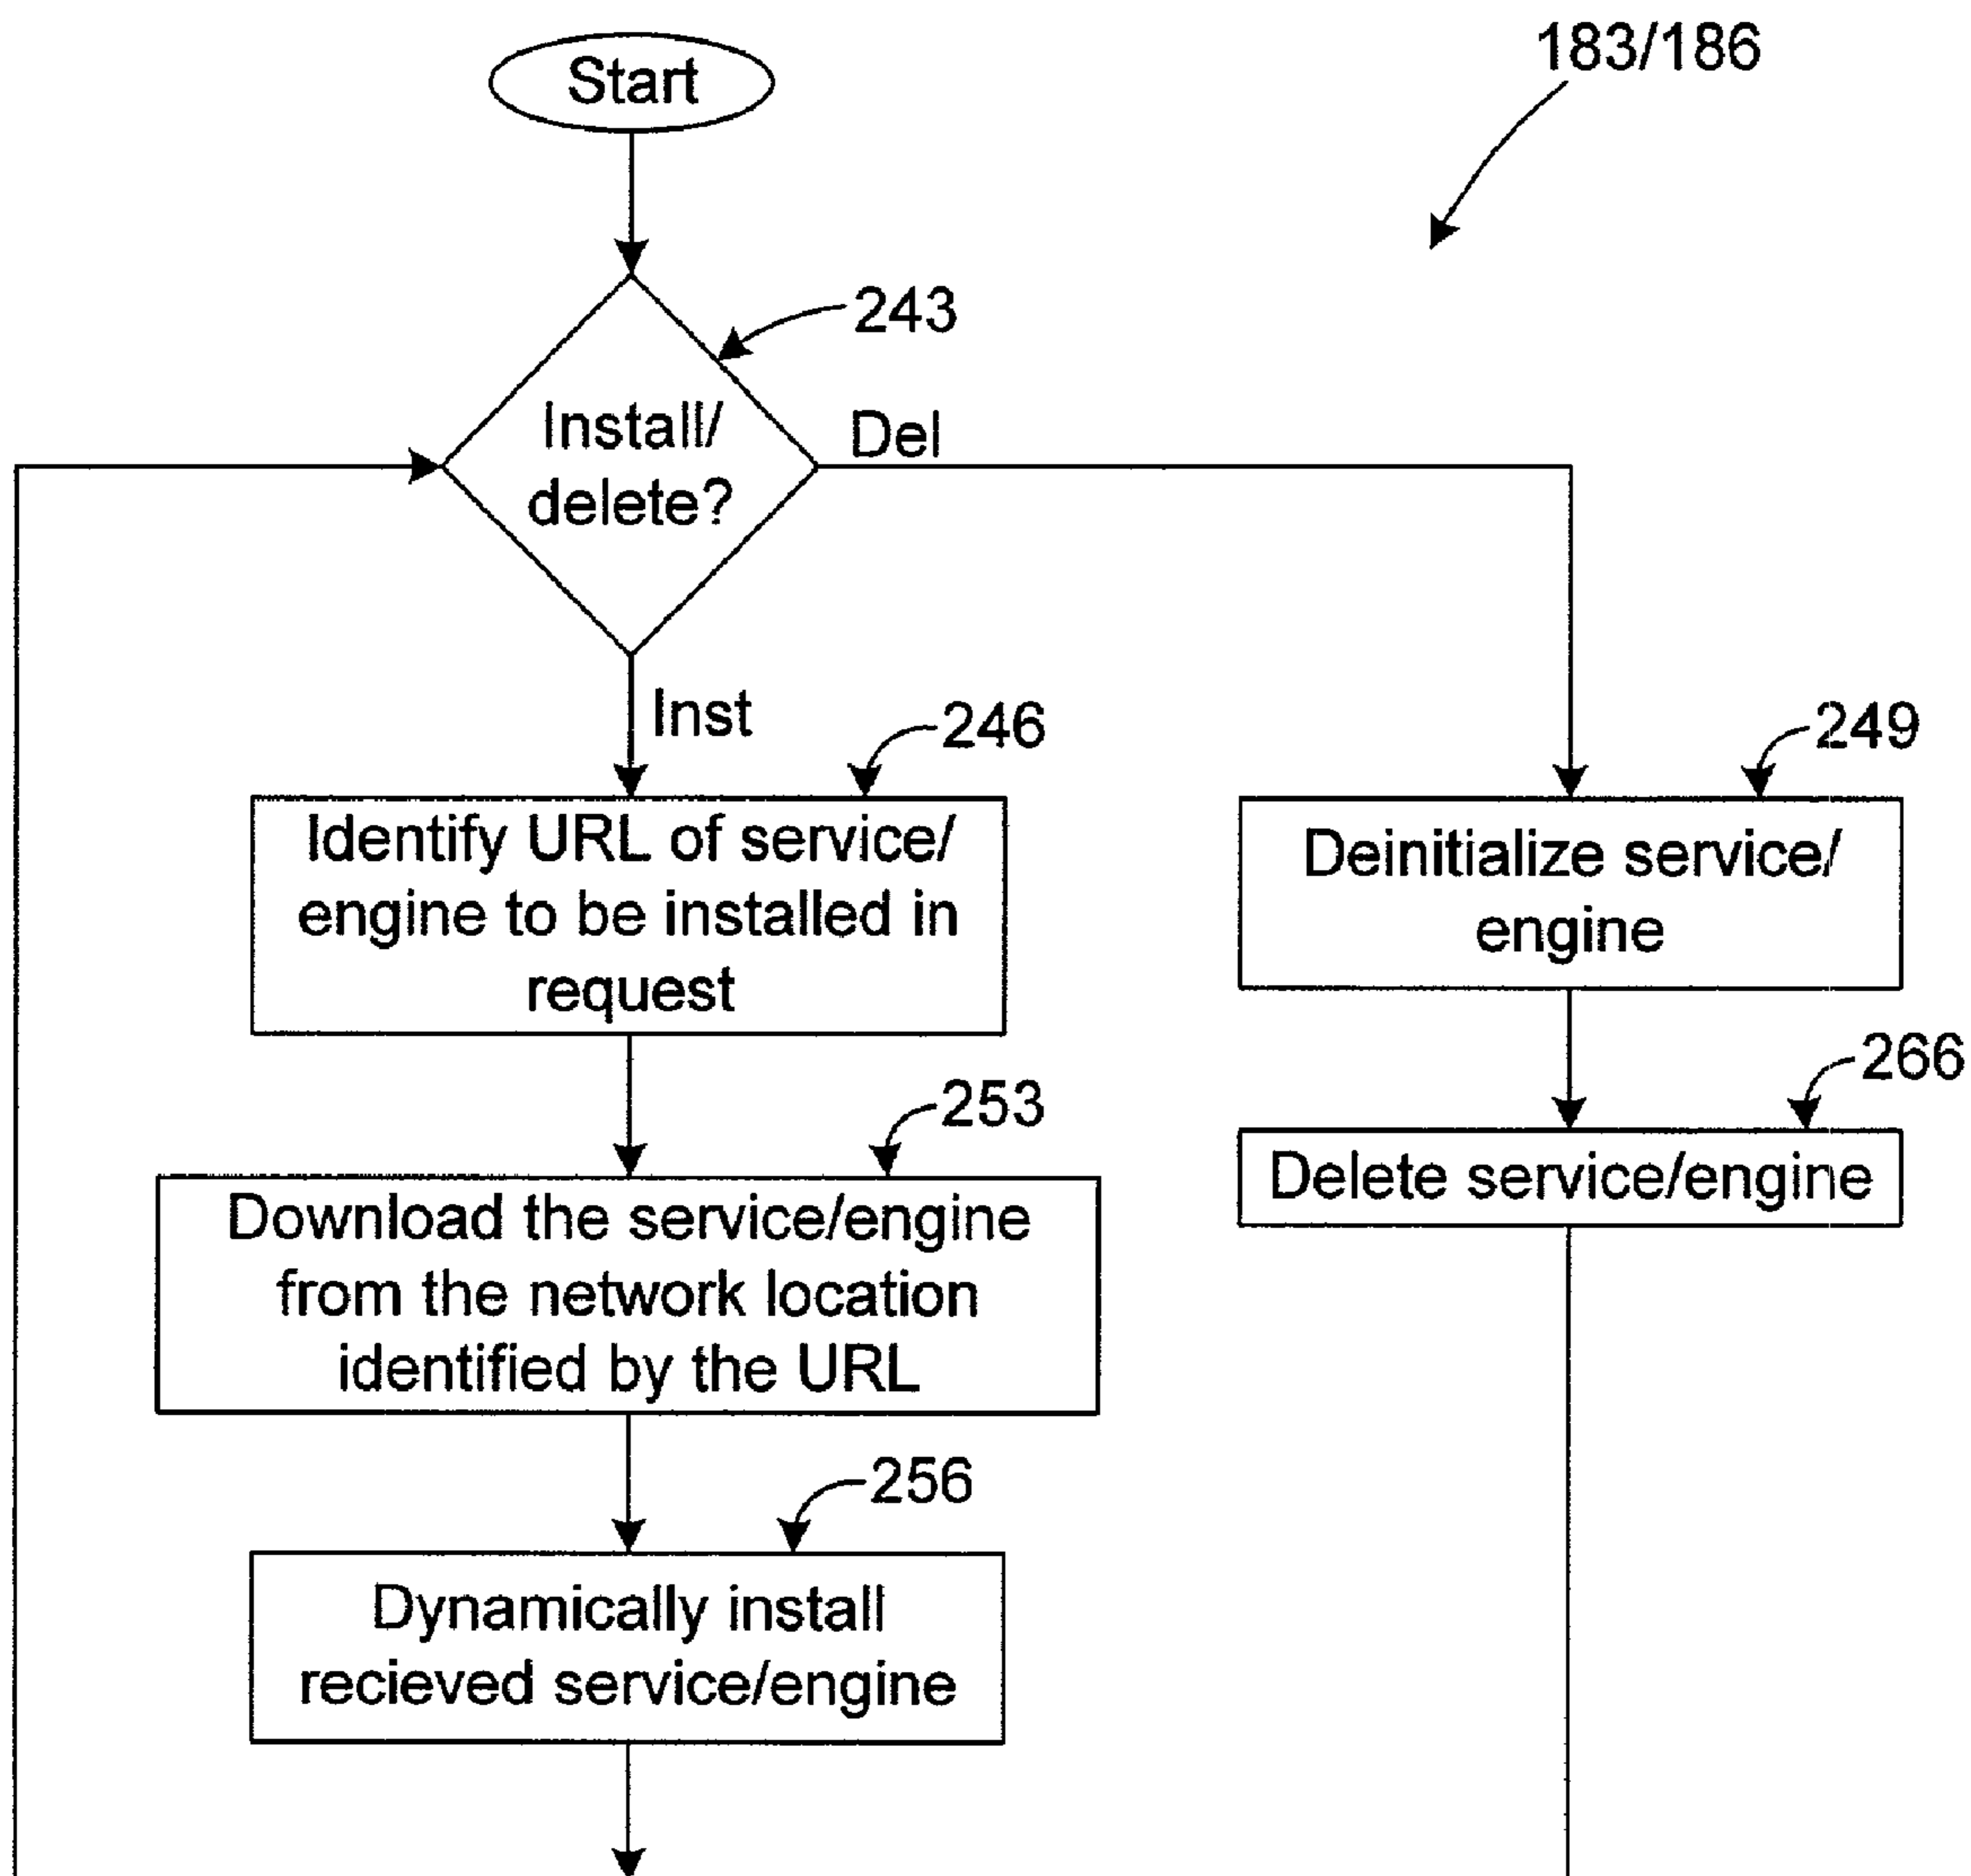 Start
183/186
243
Install/
delete?
Del
Inst
246
249
Identify URL of service/
engine to be installed in
request
Deinitialize service/
engine
253
266
Download the service/engine
from the network location
identified by the URL
Delete service/engine
256
Dynamically install
recieved service/engine